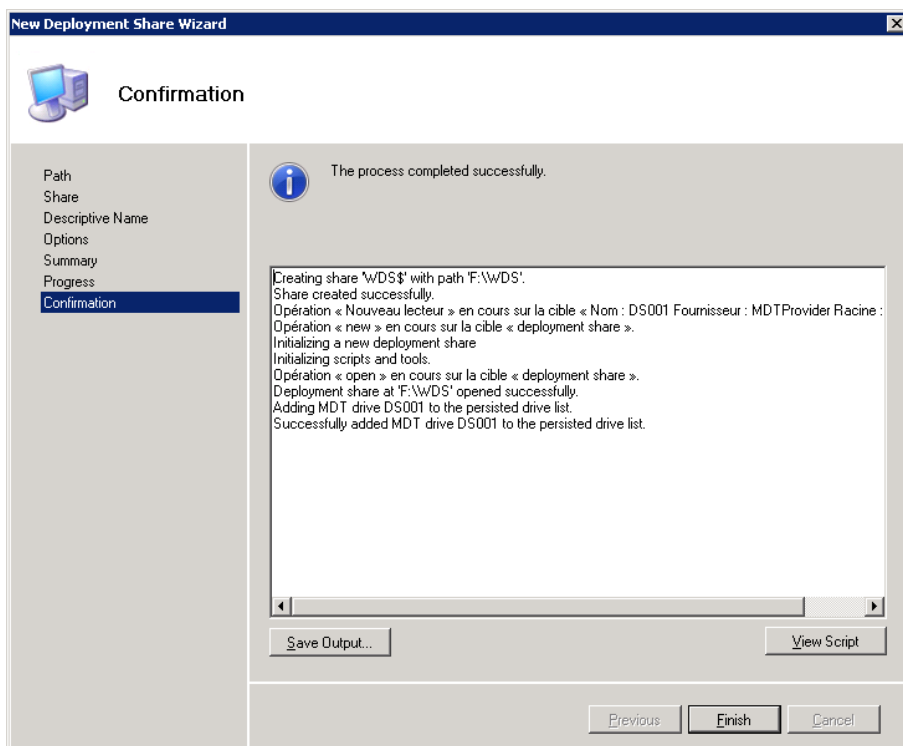 New Deployment Share Wizard
Confirmation
Path
Share
Descriptive Name
Options
Summary
Progress
Confirmation
The process completed successfully.
Creating share 'WDS$' with path 'F:\WDS'.
Share created successfully.
Opération « Nouveau lecteur » en cours sur la cible « Nom : DS001 Fournisseur : MDTProvider Racine :
Opération « new » en cours sur la cible « deployment share ».
Initializing a new deployment share
Initializing scripts and tools.
Opération « open » en cours sur la cible « deployment share ».
Deployment share at 'F:\WDS' opened successfully.
Adding MDT drive DS001 to the persisted drive list.
Successfully added MDT drive DS001 to the persisted drive list.
Save Output...
View Script
Previous
Finish
Cancel